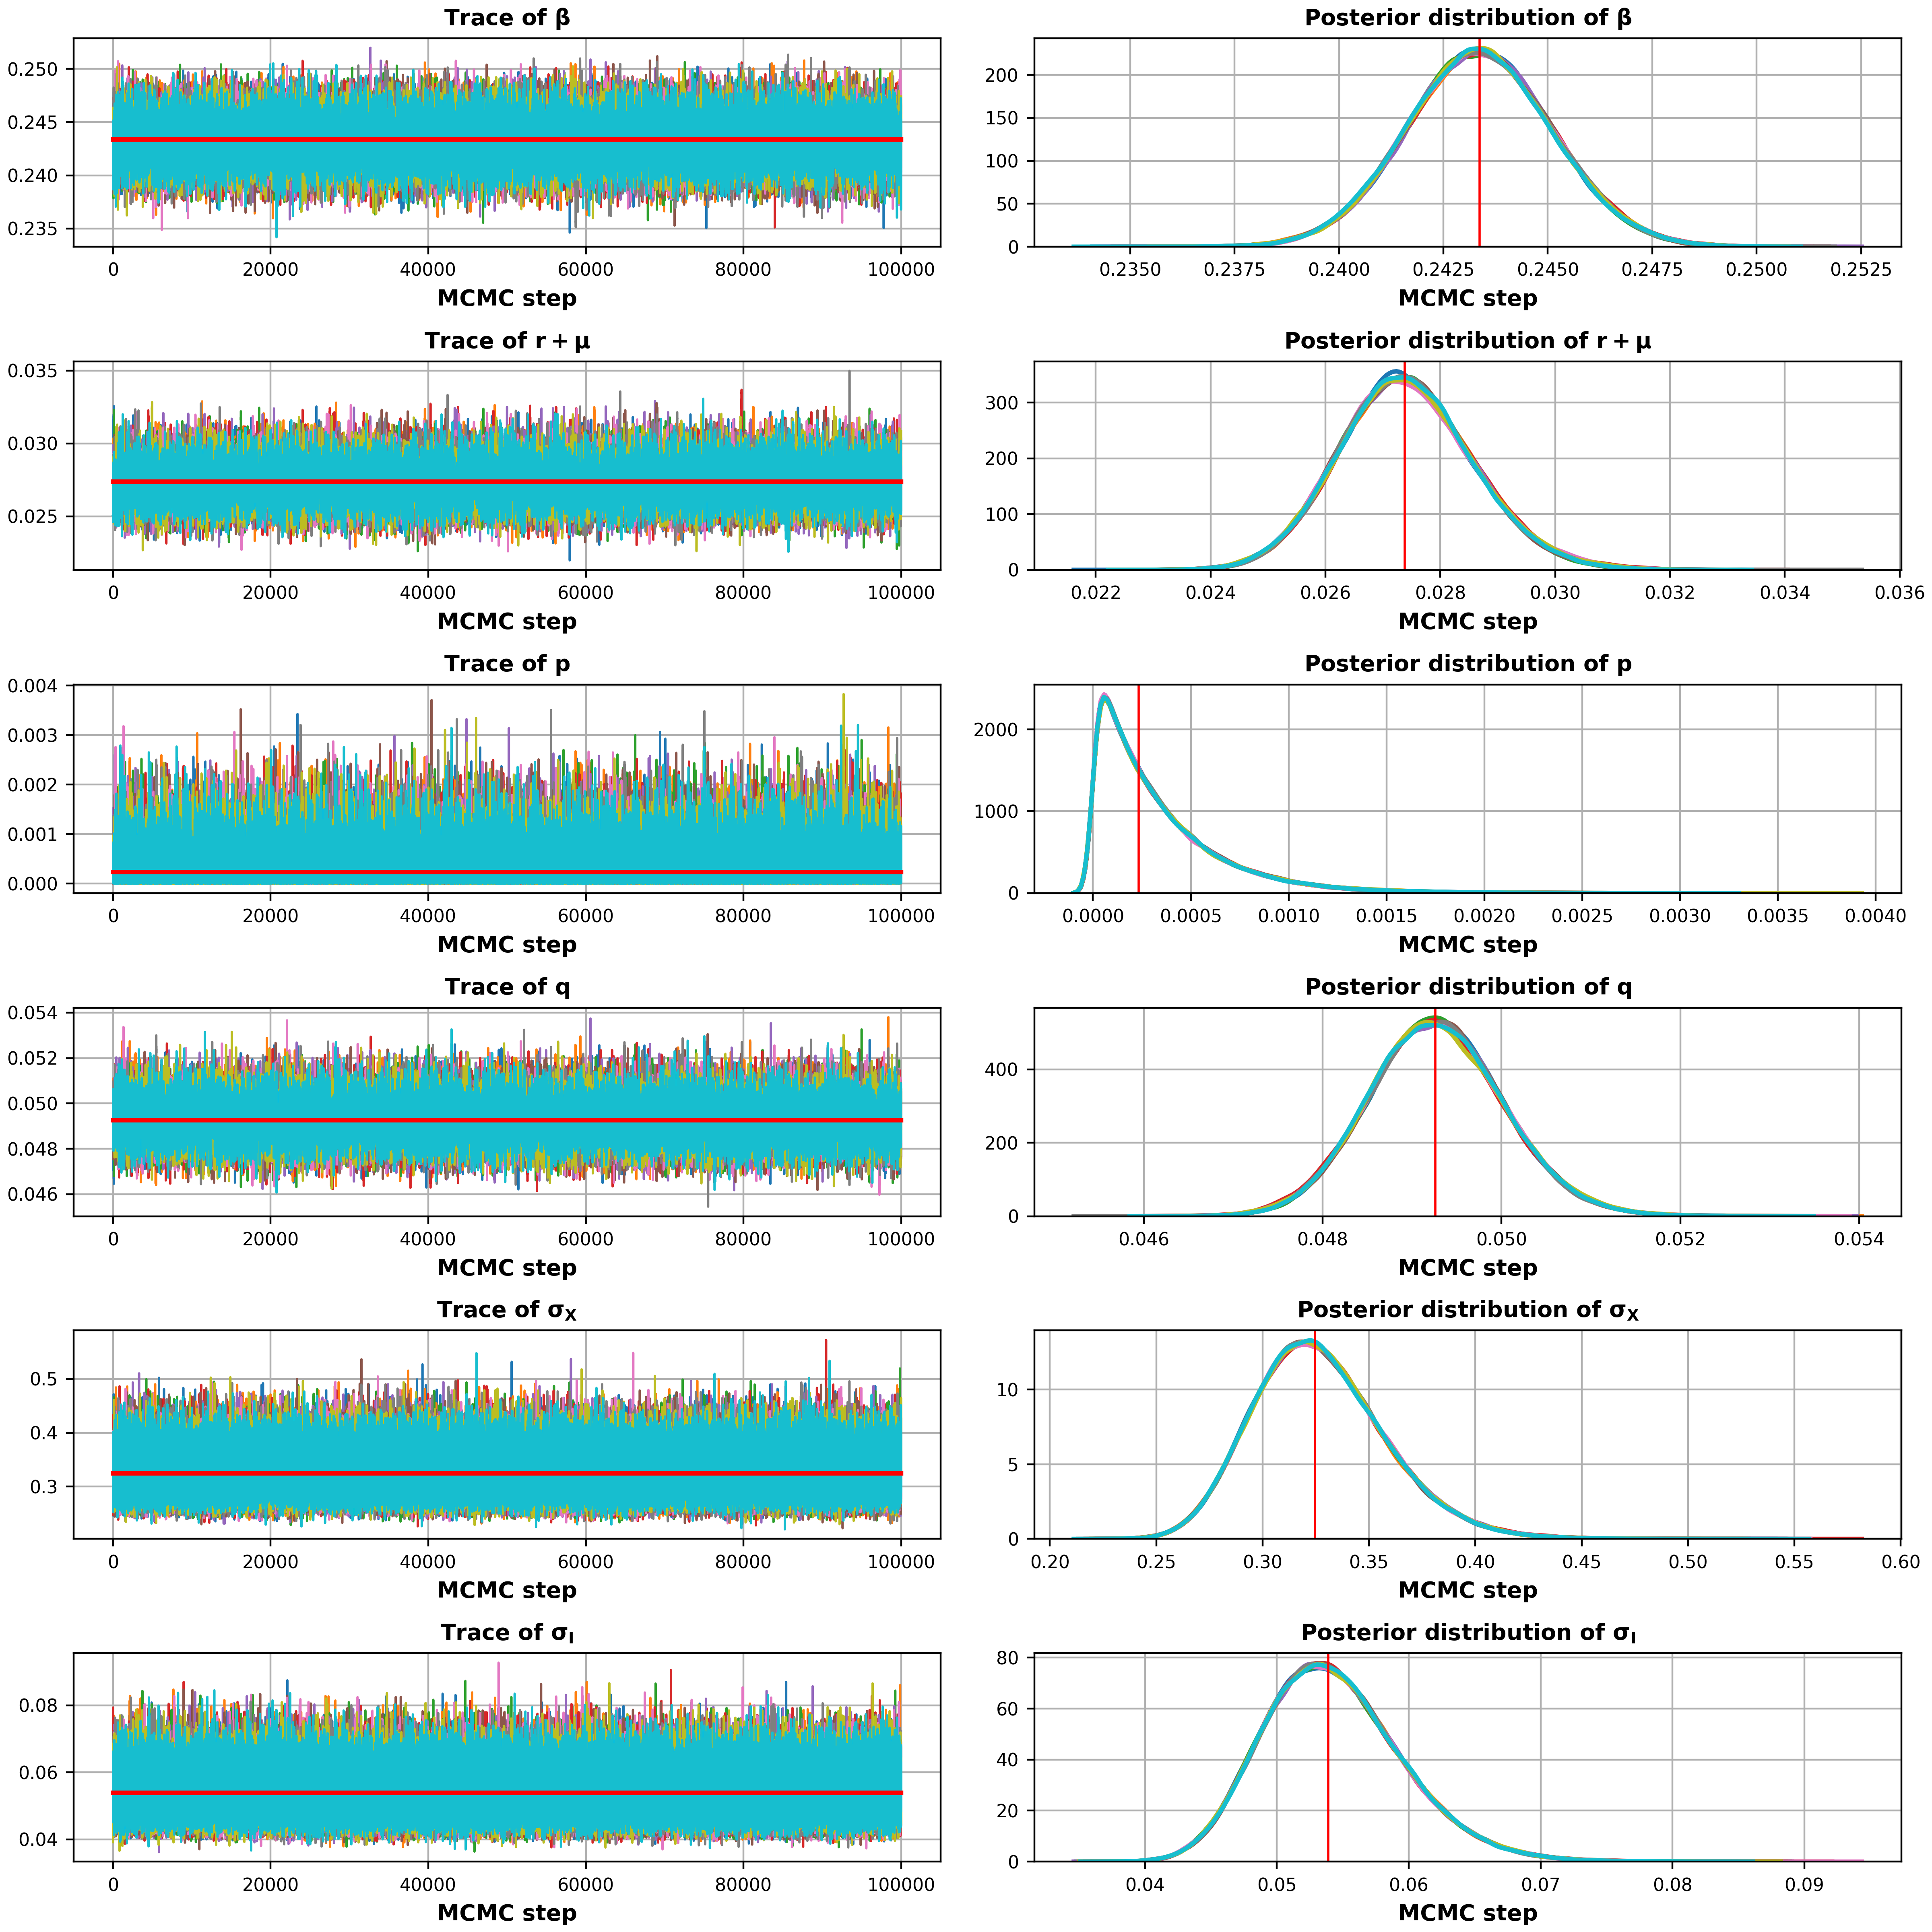 Trace of β
Posterior distribution of β
0.250
0.245
0.240
0.235
0 20000 40000 60000 80000 100000
MCMC step
200
150
100
50
0
0.2350 0.2375 0.2400 0.2425 0.2450 0.2475 0.2500 0.2525
MCMC step
Trace of r + μ
Posterior distribution of r + μ
0.035
0.030
0.025
0 20000 40000 60000 80000 100000
MCMC step
300
200
100
0
0.022 0.024 0.026 0.028 0.030 0.032 0.034 0.036
MCMC step
Trace of p
Posterior distribution of p
0.004
0.003
0.002
0.001
0.000
0 20000 40000 60000 80000 100000
MCMC step
2000
1000
0
0.0000 0.0005 0.0010 0.0015 0.0020 0.0025 0.0030 0.0035 0.0040
MCMC step
Trace of q
Posterior distribution of q
0.054
0.052
0.050
0.048
0.046
0 20000 40000 60000 80000 100000
MCMC step
400
200
0
0.046 0.048 0.050 0.052 0.054
MCMC step
Trace of σX
Posterior distribution of σX
0.5
0.4
0.3
0 20000 40000 60000 80000 100000
MCMC step
10
5
0
0.20 0.25 0.30 0.35 0.40 0.45 0.50 0.55 0.60
MCMC step
Trace of σI
Posterior distribution of σI
0.08
0.06
0.04
0 20000 40000 60000 80000 100000
MCMC step
80
60
40
20
0
0.04 0.05 0.06 0.07 0.08 0.09
MCMC step